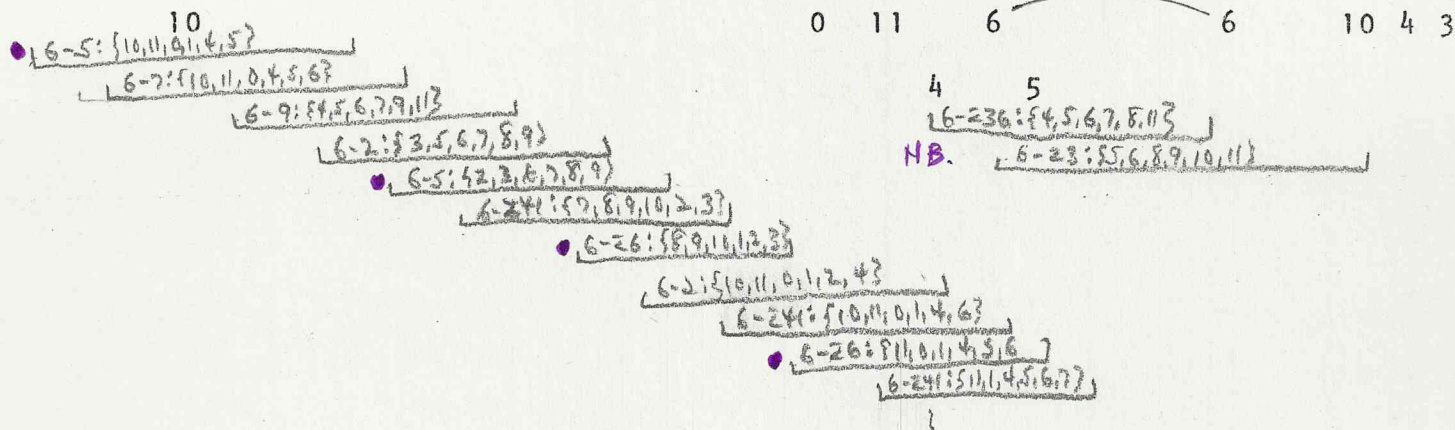 10 0 11 6 6 10 4 3
6-5:{10,11,0,1,4,5}
6-7:{10,11,0,4,5,6}
4 5
6-9:{4,5,6,7,9,11}
6-Z36:{4,5,6,7,8,11}
6-2:{3,5,6,7,8,9}
NB. 6-Z3:{5,6,8,9,10,11}
6-5:{2,3,6,7,8,9}
6-Z41:{7,8,9,10,2,3}
6-Z6:{8,9,10,1,2,3}
6-2:{10,11,0,1,2,4}
6-Z41:{10,11,0,1,4,6}
6-Z6:{11,0,1,4,5,6
6-Z41:{11,1,4,5,6,7}